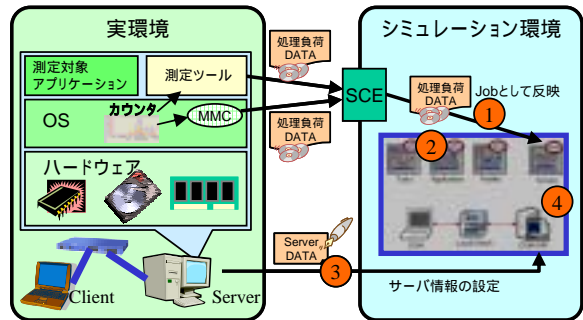 実環境
シミュレーション環境
測定対象
アプリケーション
測定ツール
OS
カウンタ
MMC
ハードウェア
Client
Server
処理負荷
DATA
処理負荷
DATA
SCE
処理負荷
DATA
Jobとして反映
1
2
4
Server
DATA
3
サーバ情報の設定